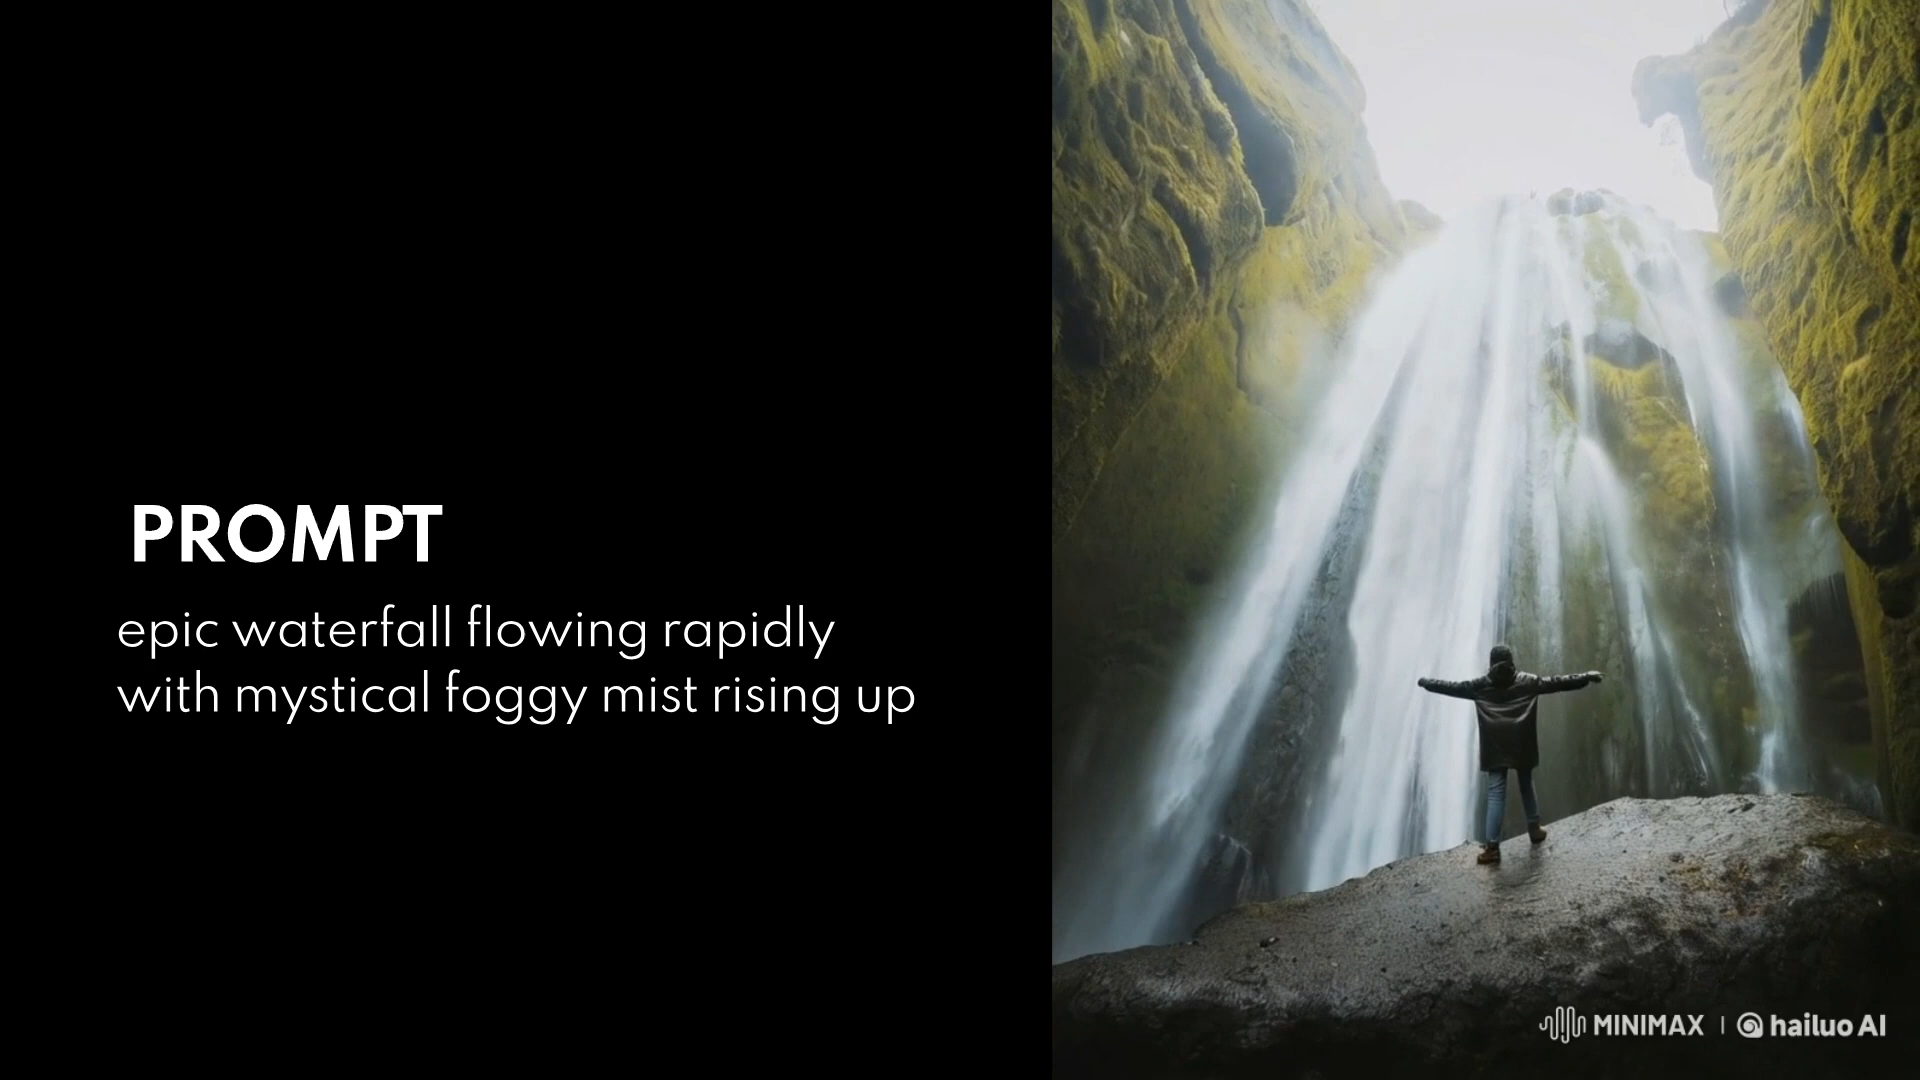 PROMPT
epic waterfall flowing rapidly
with mystical foggy mist rising up
MINIMAX | hailuo AI